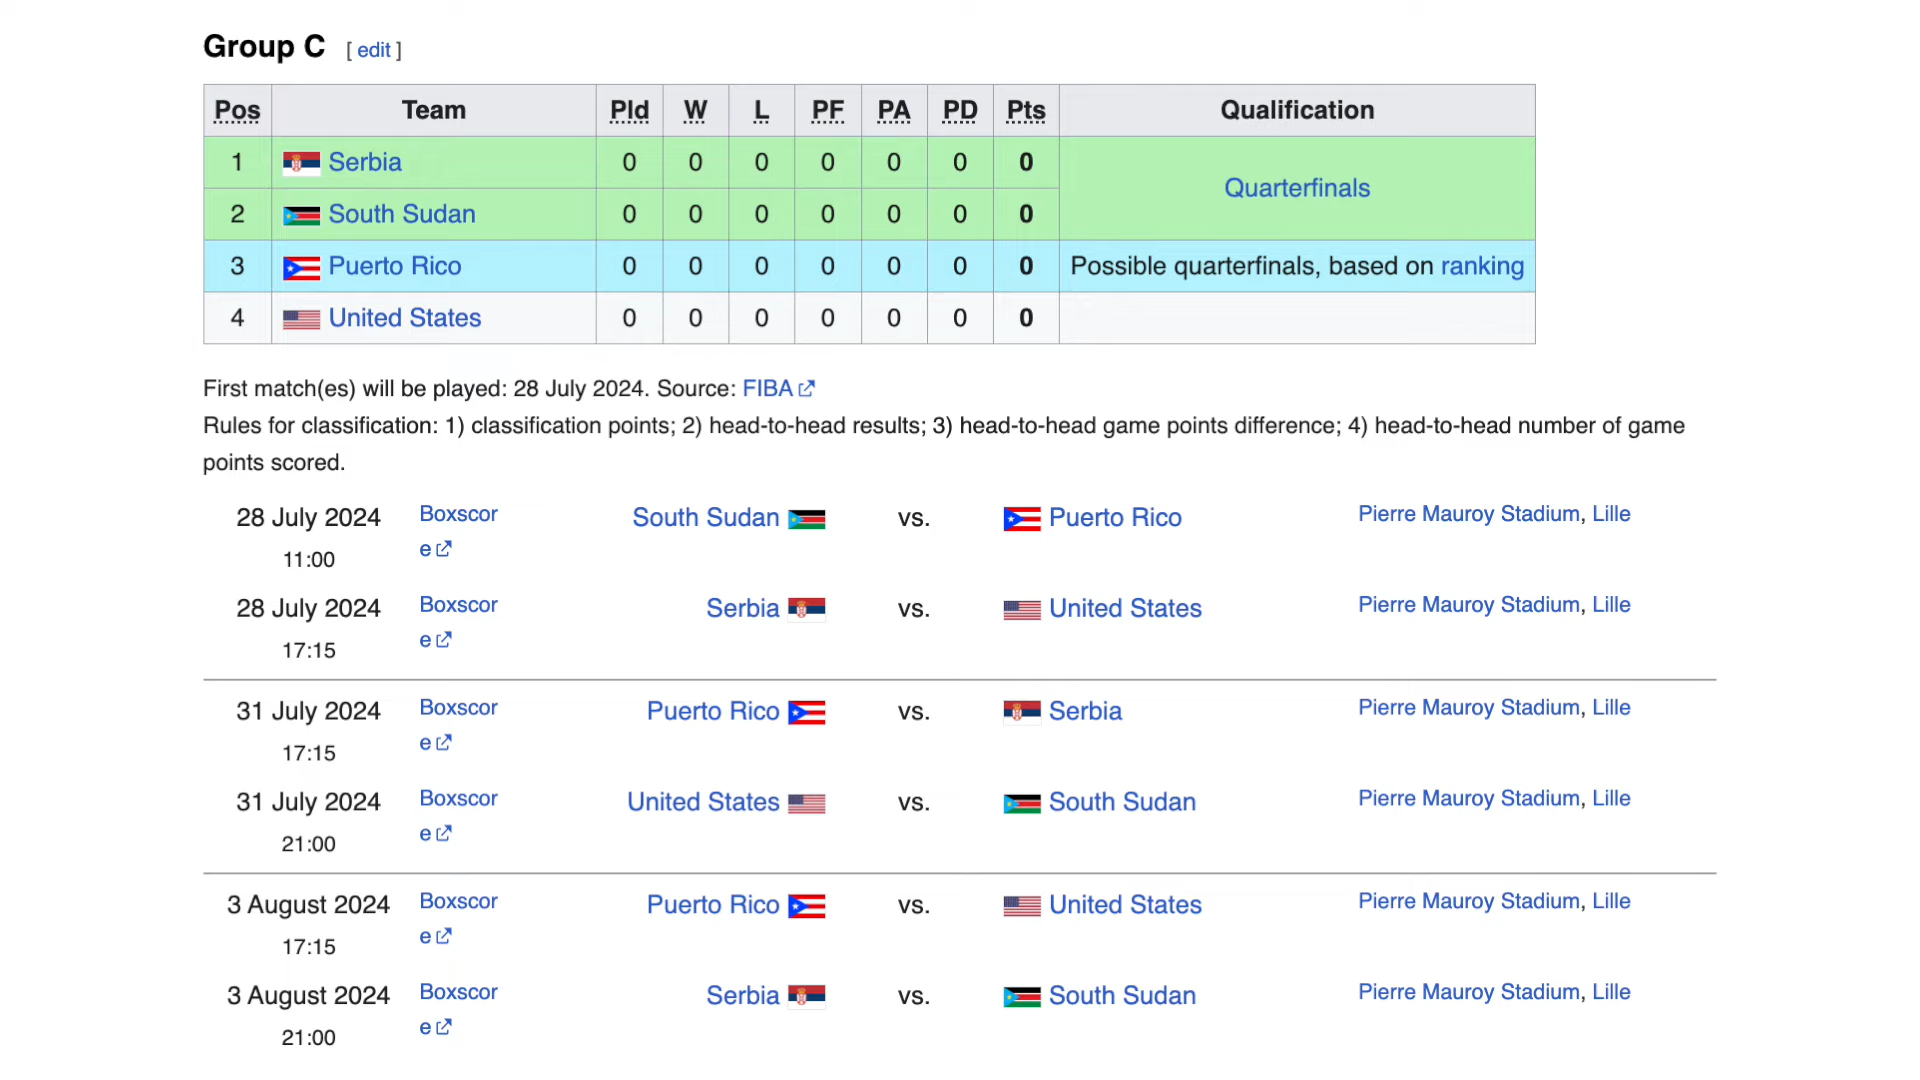 Group C [ edit ]
Pos Team Pld W L PF PA PD Pts Qualification
1 Serbia 0 0 0 0 0 0 0 Quarterfinals
2 South Sudan 0 0 0 0 0 0 0
3 Puerto Rico 0 0 0 0 0 0 0 Possible quarterfinals, based on ranking
4 United States 0 0 0 0 0 0 0
First match(es) will be played: 28 July 2024. Source: FIBA
Rules for classification: 1) classification points; 2) head-to-head results; 3) head-to-head game points difference; 4) head-to-head number of game
points scored.
28 July 2024 Boxscor South Sudan vs. Puerto Rico Pierre Mauroy Stadium, Lille
11:00 e
28 July 2024 Boxscor Serbia vs. United States Pierre Mauroy Stadium, Lille
17:15 e
31 July 2024 Boxscor Puerto Rico vs. Serbia Pierre Mauroy Stadium, Lille
17:15 e
31 July 2024 Boxscor United States vs. South Sudan Pierre Mauroy Stadium, Lille
21:00 e
3 August 2024 Boxscor Puerto Rico vs. United States Pierre Mauroy Stadium, Lille
17:15 e
3 August 2024 Boxscor Serbia vs. South Sudan Pierre Mauroy Stadium, Lille
21:00 e